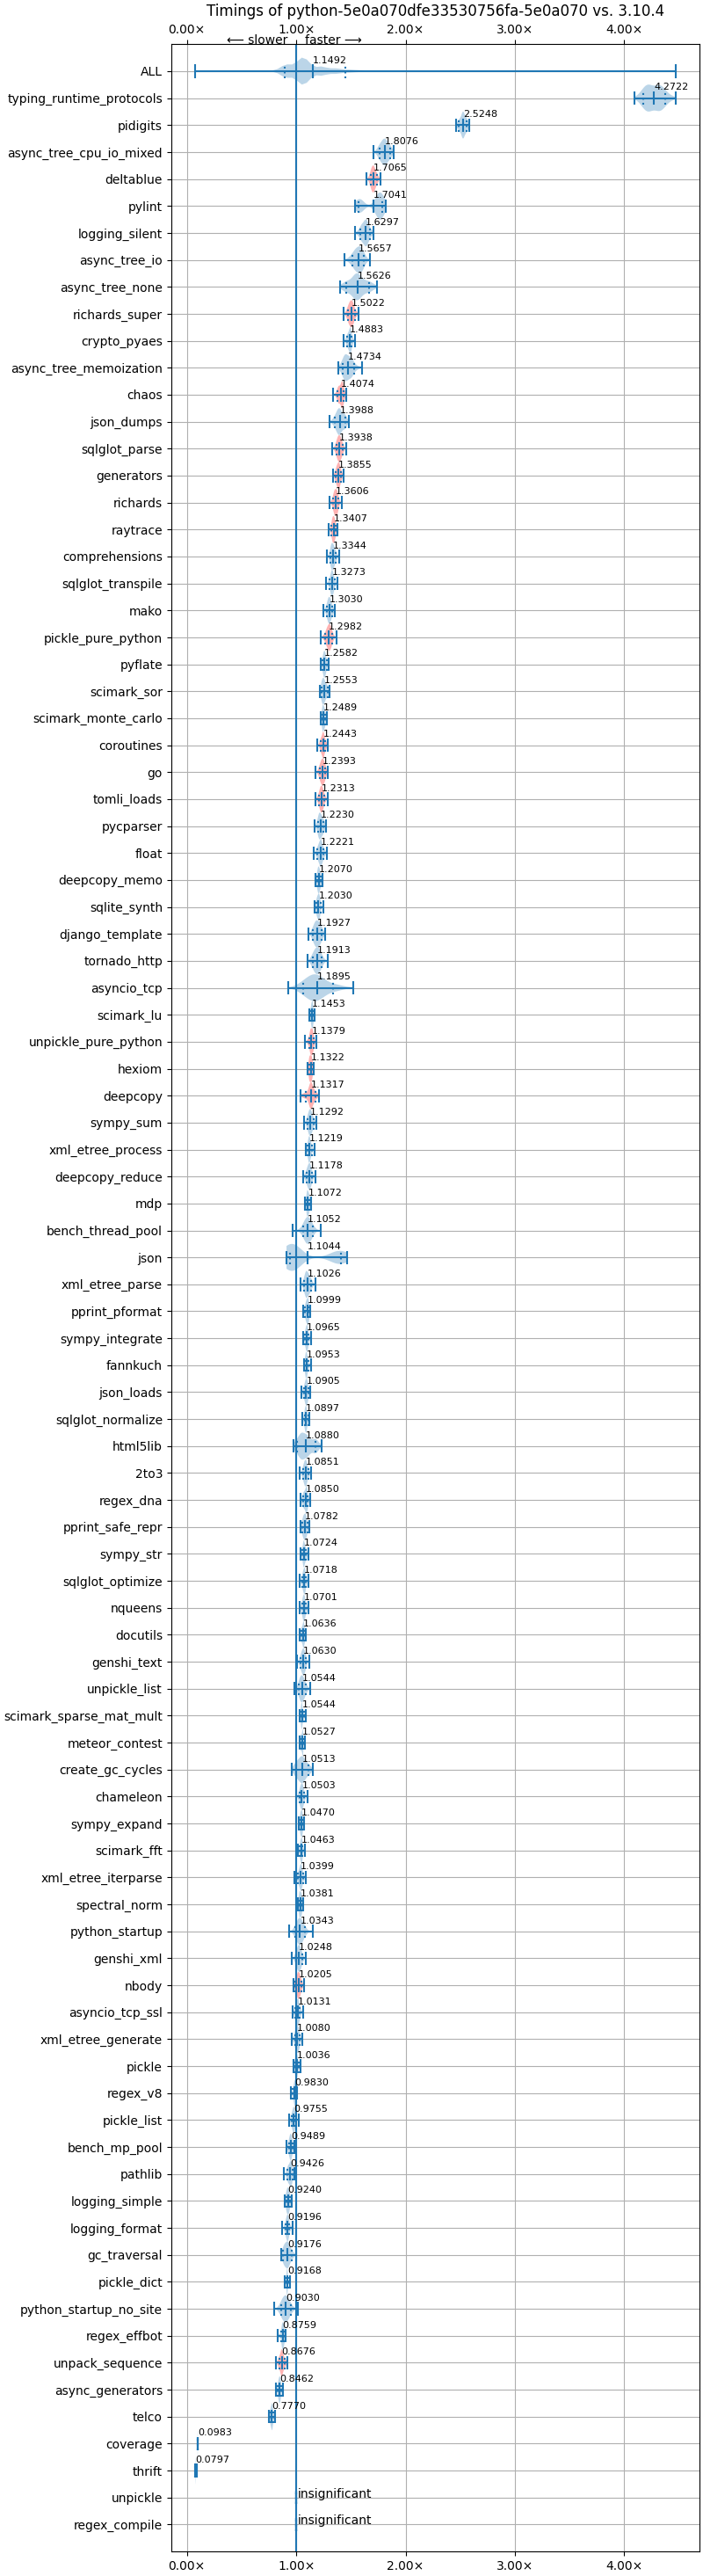 Timings of python-5e0a070dfe33530756fa-5e0a070 vs. 3.10.4
0.00× 1.00× 2.00× 3.00× 4.00×
⟵ slower faster ⟶
ALL 1.1492
typing_runtime_protocols 4.2722
pidigits 2.5248
async_tree_cpu_io_mixed 1.8076
deltablue 1.7065
pylint 1.7041
logging_silent 1.6297
async_tree_io 1.5657
async_tree_none 1.5626
richards_super 1.5022
crypto_pyaes 1.4883
async_tree_memoization 1.4734
chaos 1.4074
json_dumps 1.3988
sqlglot_parse 1.3938
generators 1.3855
richards 1.3606
raytrace 1.3407
comprehensions 1.3344
sqlglot_transpile 1.3273
mako 1.3030
pickle_pure_python 1.2982
pyflate 1.2582
scimark_sor 1.2553
scimark_monte_carlo 1.2489
coroutines 1.2443
go 1.2393
tomli_loads 1.2313
pycparser 1.2230
float 1.2221
deepcopy_memo 1.2070
sqlite_synth 1.2030
django_template 1.1927
tornado_http 1.1913
asyncio_tcp 1.1895
scimark_lu 1.1453
unpickle_pure_python 1.1379
hexiom 1.1322
deepcopy 1.1317
sympy_sum 1.1292
xml_etree_process 1.1219
deepcopy_reduce 1.1178
mdp 1.1072
bench_thread_pool 1.1052
json 1.1044
xml_etree_parse 1.1026
pprint_pformat 1.0999
sympy_integrate 1.0965
fannkuch 1.0953
json_loads 1.0905
sqlglot_normalize 1.0897
html5lib 1.0880
2to3 1.0851
regex_dna 1.0850
pprint_safe_repr 1.0782
sympy_str 1.0724
sqlglot_optimize 1.0718
nqueens 1.0701
docutils 1.0636
genshi_text 1.0630
unpickle_list 1.0544
scimark_sparse_mat_mult 1.0544
meteor_contest 1.0527
create_gc_cycles 1.0513
chameleon 1.0503
sympy_expand 1.0470
scimark_fft 1.0463
xml_etree_iterparse 1.0399
spectral_norm 1.0381
python_startup 1.0343
genshi_xml 1.0248
nbody 1.0205
asyncio_tcp_ssl 1.0131
xml_etree_generate 1.0080
pickle 1.0036
regex_v8 0.9830
pickle_list 0.9755
bench_mp_pool 0.9489
pathlib 0.9426
logging_simple 0.9240
logging_format 0.9196
gc_traversal 0.9176
pickle_dict 0.9168
python_startup_no_site 0.9030
regex_effbot 0.8759
unpack_sequence 0.8676
async_generators 0.8462
telco 0.7770
coverage 0.0983
thrift 0.0797
unpickle insignificant
regex_compile insignificant
0.00× 1.00× 2.00× 3.00× 4.00×